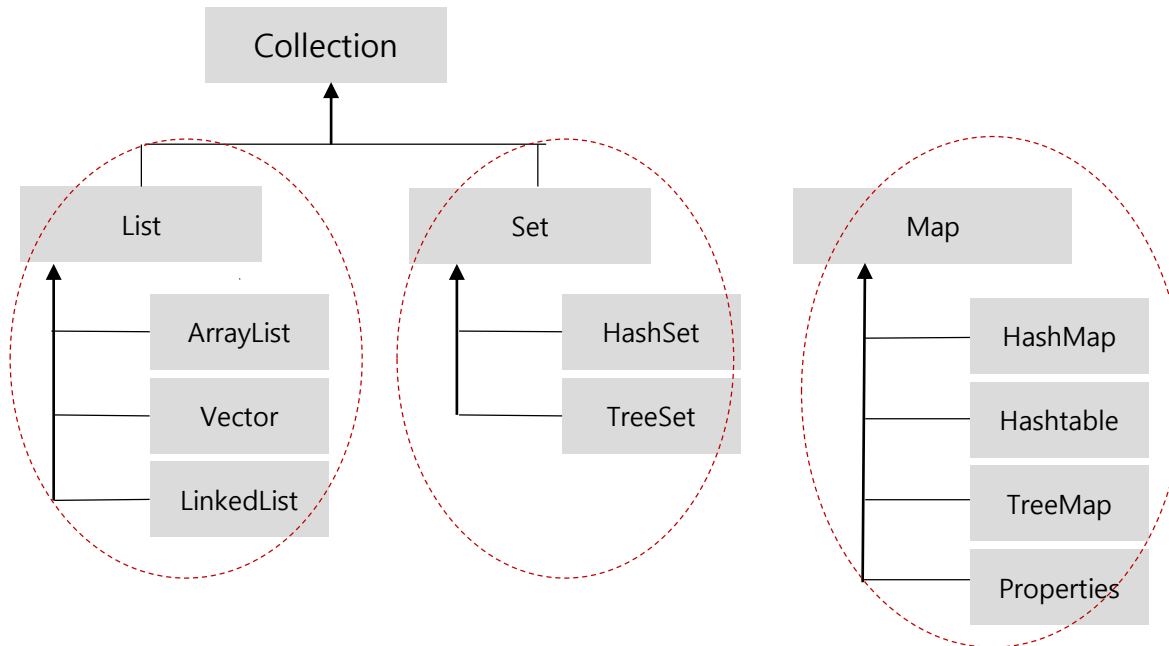 Collection
List
Set
Map
ArrayList
Vector
LinkedList
HashSet
TreeSet
HashMap
Hashtable
TreeMap
Properties